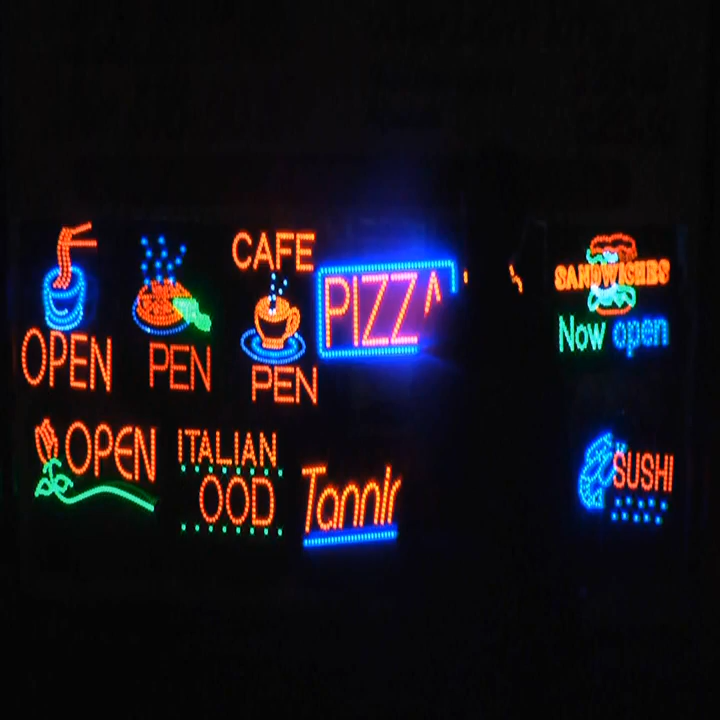 OPEN
PEN
CAFE
PEN
PIZZA
SANDWICHES
Now open
OPEN
ITALIAN
OOD
Tannir
SUSHI